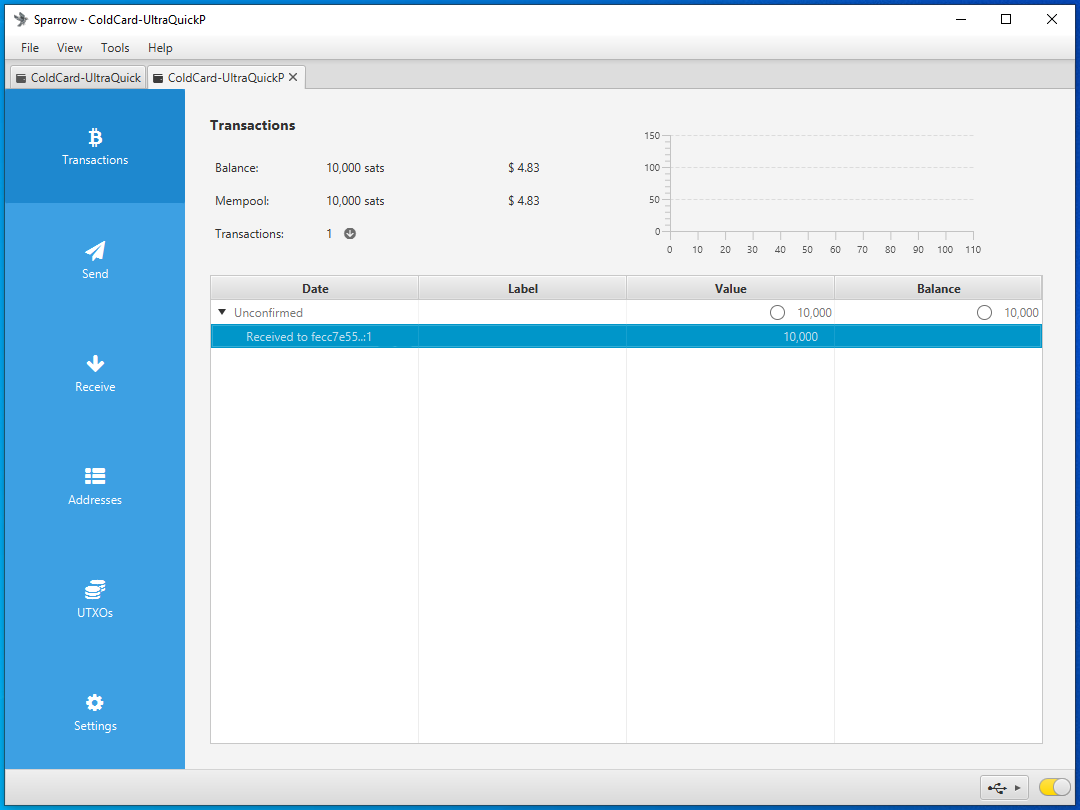 Sparrow - ColdCard-UltraQuickP
File View Tools Help
ColdCard-UltraQuick ColdCard-UltraQuickP
Transactions
Send
Receive
Addresses
UTXOs
Settings
Transactions
Balance: 10,000 sats $ 4.83
Mempool: 10,000 sats $ 4.83
Transactions: 1
150
100
50
0
0 10 20 30 40 50 60 70 80 90 100 110
Date Label Value Balance
Unconfirmed 10,000 10,000
Received to fecc7e55..:1 10,000